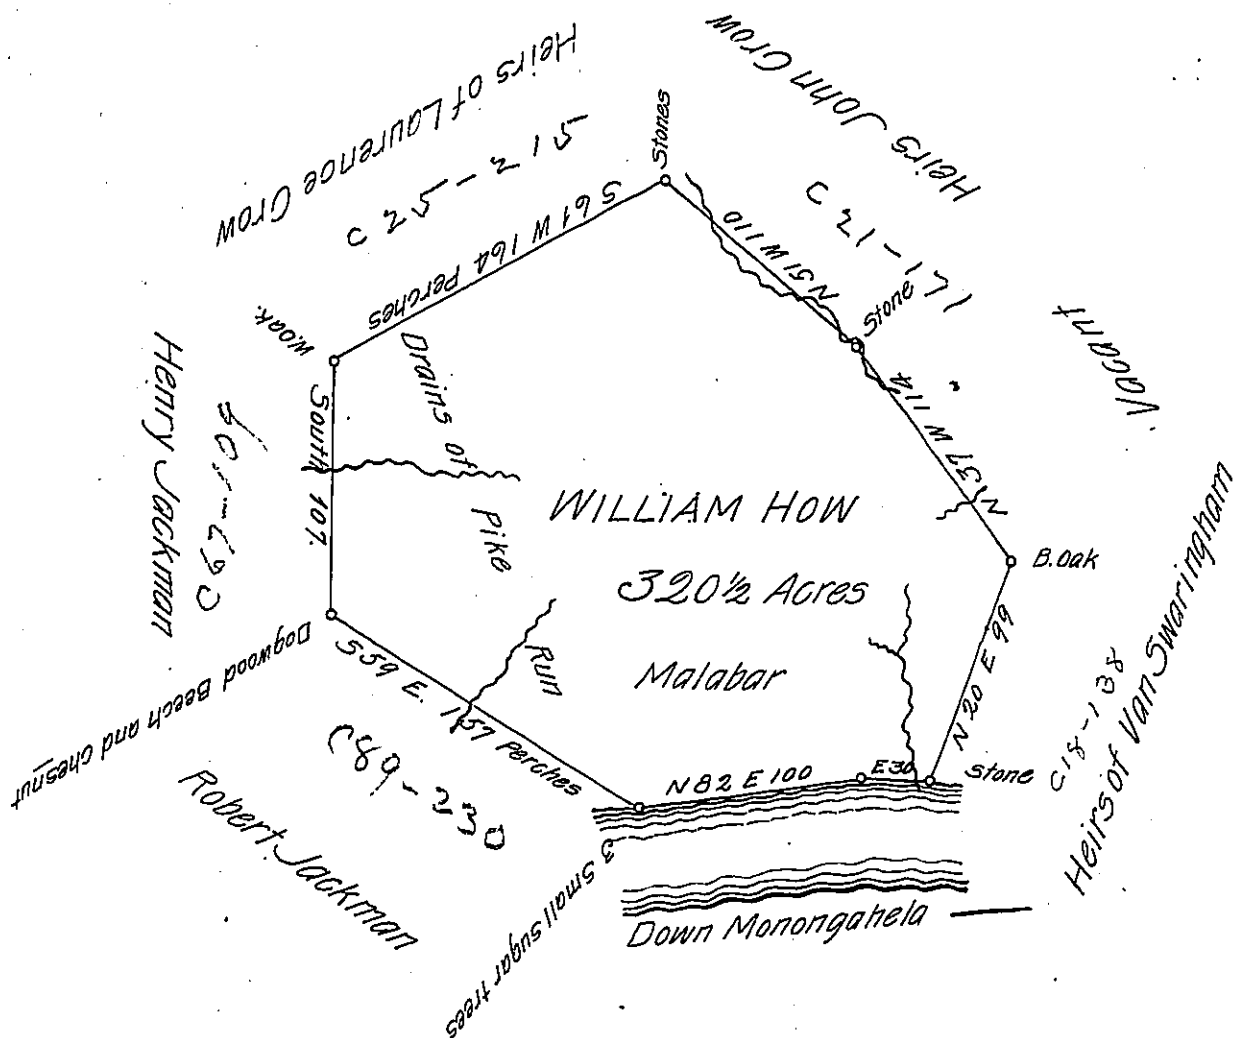 Heirs of Laurence Crow
C 25-215
Heirs John Crow
C 21-171
Stones
S 61 W 164 Perches
N 51 W 110
Stone
Vacant
W.oak.
Henry Jackman
South 107.
Drains of
Pike
Run
N 37 W 114
WILLIAM HOW
320½ Acres
Malabar
B.Oak
N 20 E 99
C18-138
Heirs of Van Swaringham
Dogwood Beech and chesnut
S 59 E. 157 Perches
C89-230
Robert Jackman
N 82 E 100
E 30
Stone
3 Small sugar trees
Down Monongahela